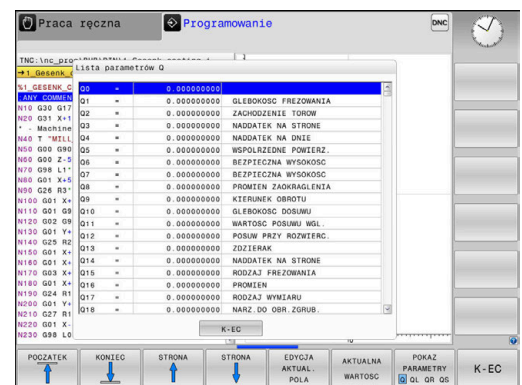 Praca ręczna
Programowanie
DNC
TNC:\nc_prog
→1_Gesenk_
Lista parametrów Q
%1_GESENK_C
ANY COMMEN
N10 G30 G17
N20 G31 X+1
* - Machine
N40 T "MILL
N50 G00 G90
N60 G00 Z-5
N70 G98 L1*
N80 G01 X+5
N90 G26 R3*
N100 G01 X+
N110 G01 G9
N120 G02 G9
N130 G01 Y+
N140 G25 R2
N150 G01 X+
N160 G01 X+
N170 G03 X+
N180 G01 X+
N190 G24 R1
N200 G01 Y+
N210 G27 R1
N220 G01 X-
N230 G98 L0
Q0 = 0.000000000
Q1 = 0.000000000 GLEBOKOSC FREZOWANIA
Q2 = 0.000000000 ZACHODZENIE TOROW
Q3 = 0.000000000 NADDATEK NA STRONE
Q4 = 0.000000000 NADDATEK NA DNIE
Q5 = 0.000000000 WSPOLRZEDNE POWIERZ.
Q6 = 0.000000000 BEZPIECZNA WYSOKOSC
Q7 = 0.000000000 BEZPIECZNA WYSOKOSC
Q8 = 0.000000000 PROMIEN ZAOKRAGLENIA
Q9 = 0.000000000 KIERUNEK OBROTU
Q10 = 0.000000000 GLEBOKOSC DOSUWU
Q11 = 0.000000000 WARTOSC POSUWU WGL.
Q12 = 0.000000000 POSUW PRZY ROZWIERC.
Q13 = 0.000000000 ZDZIERAK
Q14 = 0.000000000 NADDATEK NA STRONE
Q15 = 0.000000000 RODZAJ FREZOWANIA
Q16 = 0.000000000 PROMIEN
Q17 = 0.000000000 RODZAJ WYMIARU
Q18 = 0.000000000 NARZ.DO OBR.ZGRUB.
K-EC
POCZATEK
KONIEC
STRONA
STRONA
EDYCJA AKTUAL. POLA
AKTUALNA WARTOSC
POKAZ PARAMETRY Q QL QR QS
K-EC